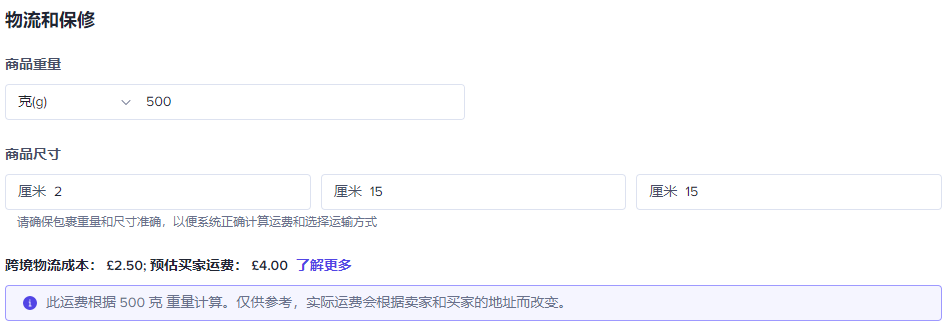 物流和保修
商品重量
克(g) 500
商品尺寸
厘米 2 厘米 15 厘米 15
请确保包裹重量和尺寸准确，以便系统正确计算运费和选择运输方式
跨境物流成本： £2.50; 预估买家运费： £4.00 了解更多
此运费根据 500 克 重量计算。仅供参考，实际运费会根据卖家和买家的地址而改变。